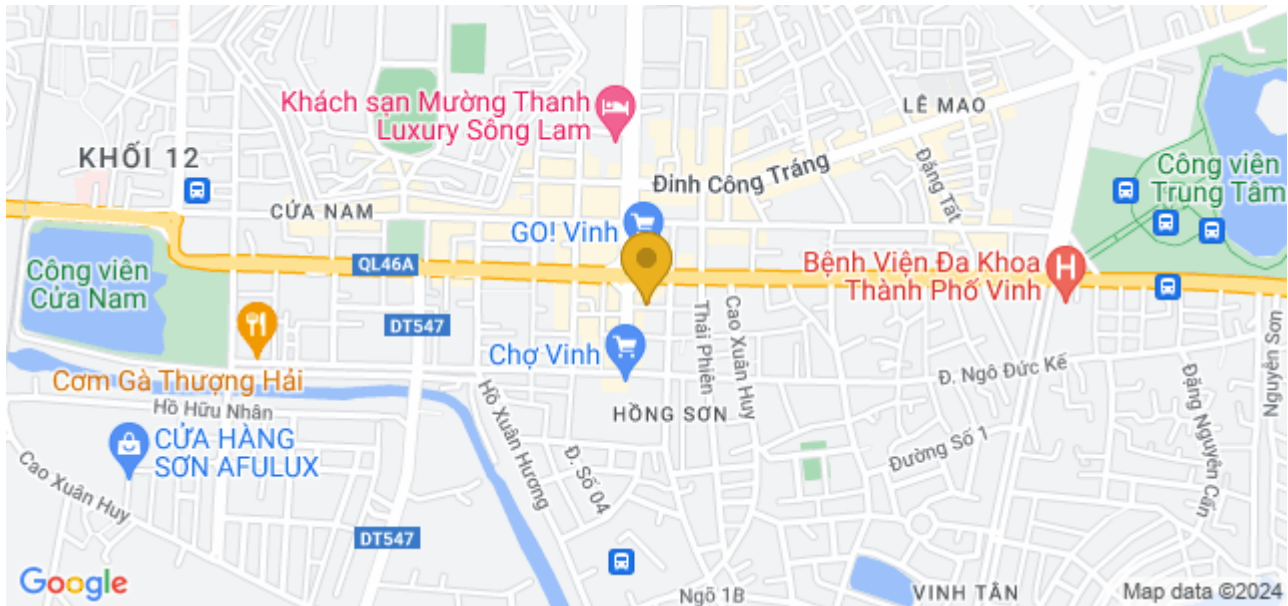 Khách sạn Mường Thanh
Luxury Sông Lam
LÊ MAO
KHỐI 12
Đinh Công Tráng
Đặng Tất
Công viên
Trung Tâm
CỬA NAM
GO! Vinh
QL46A
Bệnh Viện Đa Khoa
Thành Phố Vinh
H
Công viên
Cửa Nam
DT547
Thái Phiên
Cao Xuân Huy
Nguyễn Sơn
Chợ Vinh
Cơm Gà Thượng Hải
Đ. Ngô Đức Kế
Hồ Hữu Nhân
Hồ Xuân Hương
HỒNG SƠN
Đặng Nguyên Cẩn
CỬA HÀNG
SƠN AFULUX
Đ. Số 04
Đường Số 1
Cao Xuân Huy
DT547
Google
Ngõ 1B
VINH TÂN
Map data ©2024